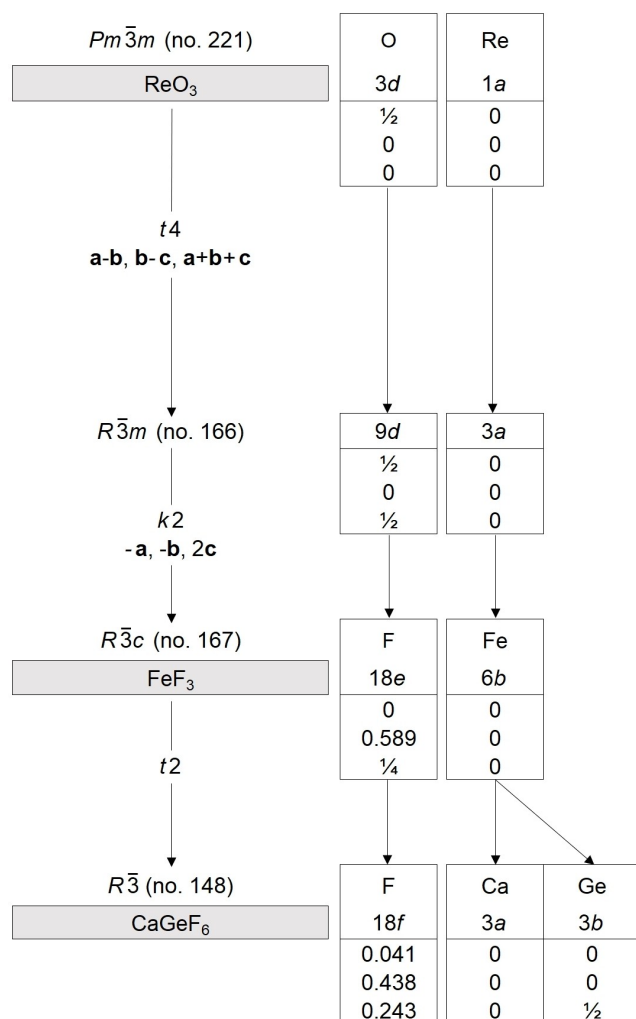 Pm3̅m (no. 221) O Re
ReO₃ 3d 1a
½ 0
0 0
0 0
t4
a-b, b-c, a+b+c
R3̅m (no. 166) 9d 3a
½ 0
0 0
½ 0
k2
-a, -b, 2c
R3̅c (no. 167) F Fe
FeF₃ 18e 6b
0 0
0.589 0
¼ 0
t2
R3̅ (no. 148) F Ca Ge
CaGeF₆ 18f 3a 3b
0.041 0 0
0.438 0 0
0.243 0 ½